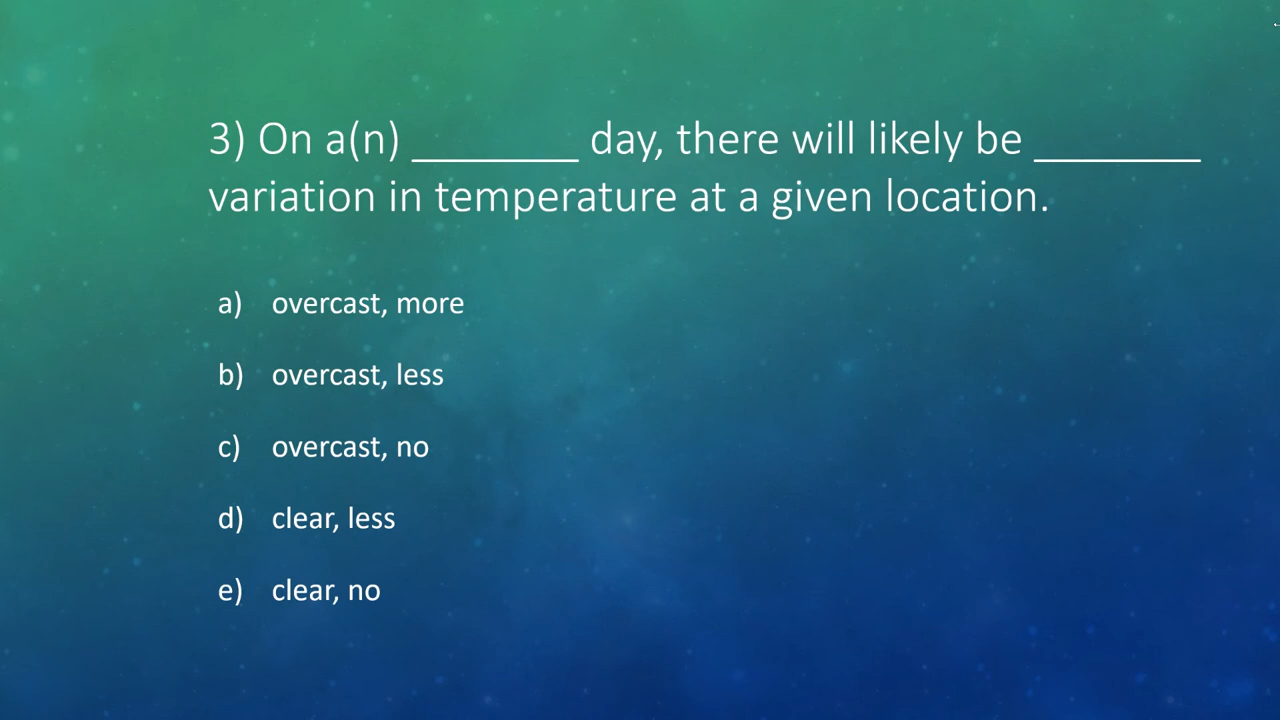 3) On a(n) ________ day, there will likely be ________
variation in temperature at a given location.
a) overcast, more
b) overcast, less
c) overcast, no
d) clear, less
e) clear, no